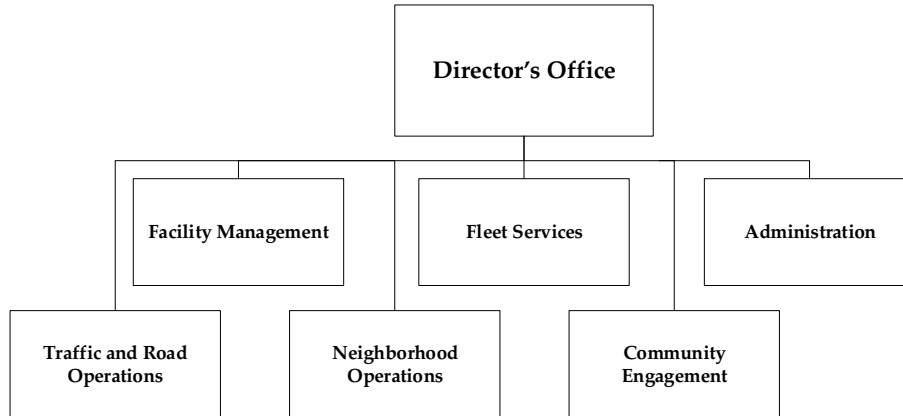 Director’s Office
Facility Management
Fleet Services
Administration
Traffic and Road
Operations
Neighborhood
Operations
Community
Engagement